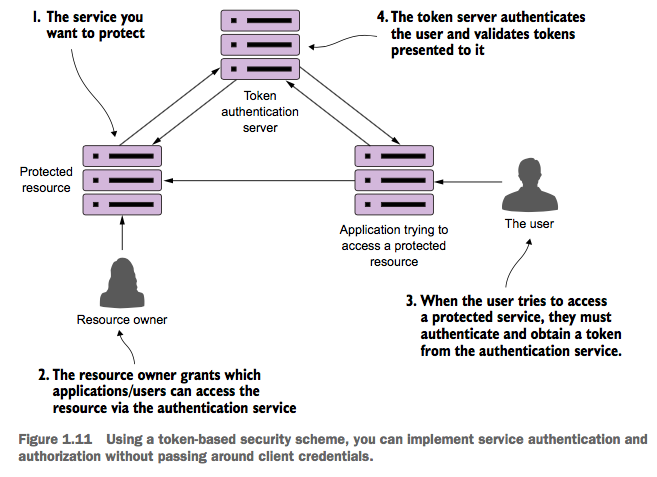 1. The service you
want to protect
4. The token server authenticates
the user and validates tokens
presented to it
Token
authentication
server
Protected
resource
Application trying to
access a protected
resource
The user
Resource owner
3. When the user tries to access
a protected service, they must
authenticate and obtain a token
from the authentication service.
2. The resource owner grants which
applications/users can access the
resource via the authentication service
Figure 1.11 Using a token-based security scheme, you can implement service authentication and
authorization without passing around client credentials.